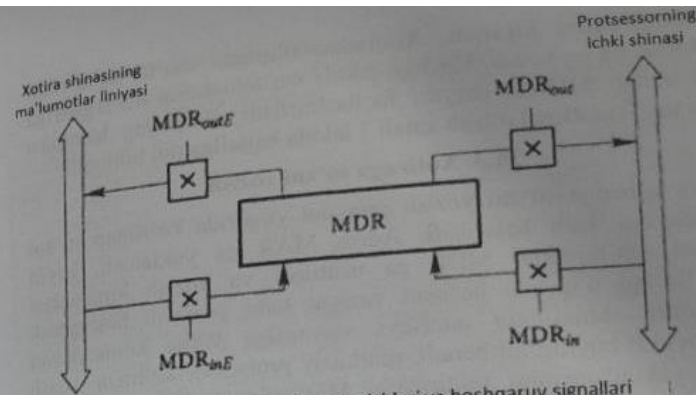 Xotira shinasining
ma'lumotlar liniyasi
Protsessorning
ichki shinasi
MDRoutE
MDRout
MDR
MDRinE
MDRin
boshqaruv signallari